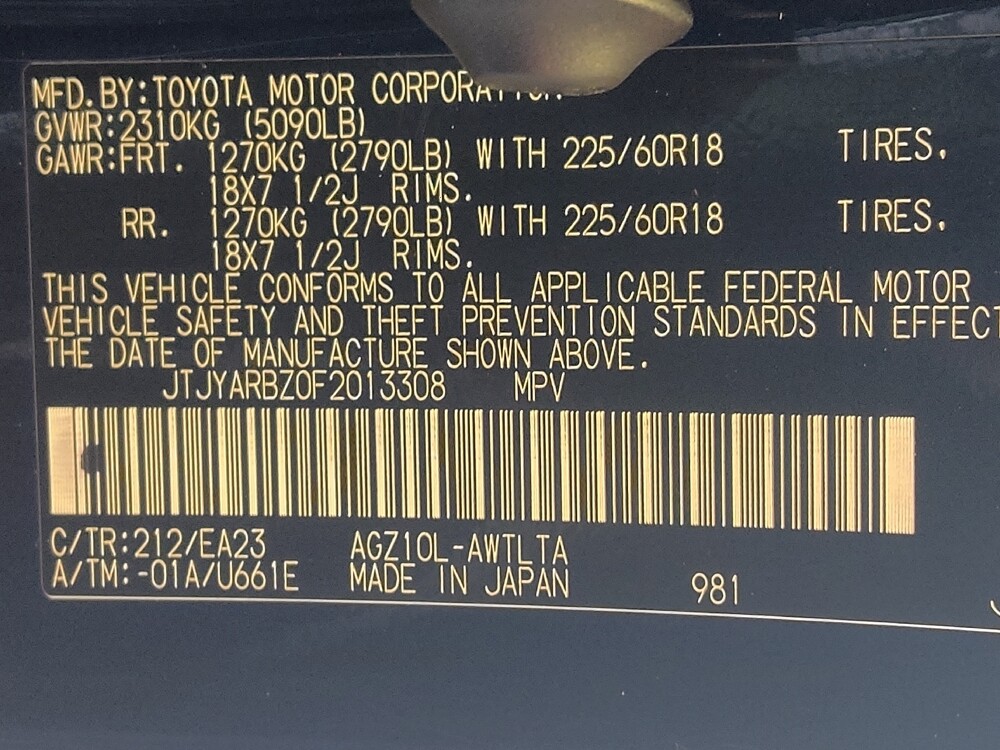 MFD. BY: TOYOTA MOTOR
GVWR: 2310KG (5090LB)
GAWR: FRT. 1270KG (2790LB) WITH 225/60R18 TIRES.
18X7 1/2J RIMS.
RR. 1270KG (2790LB) WITH 225/60R18 TIRES.
18X7 1/2J RIMS.
THIS VEHICLE CONFORMS TO ALL APPLICABLE FEDERAL MOTOR
VEHICLE SAFETY AND THEFT PREVENTION STANDARDS IN EFFECT
THE DATE OF MANUFACTURE SHOWN ABOVE.
JTJYARBZ0F2013308 MPV
C/TR: 212/EA23 AGZ10L-AWTLTA
A/TM: -01A/U661E MADE IN JAPAN 981